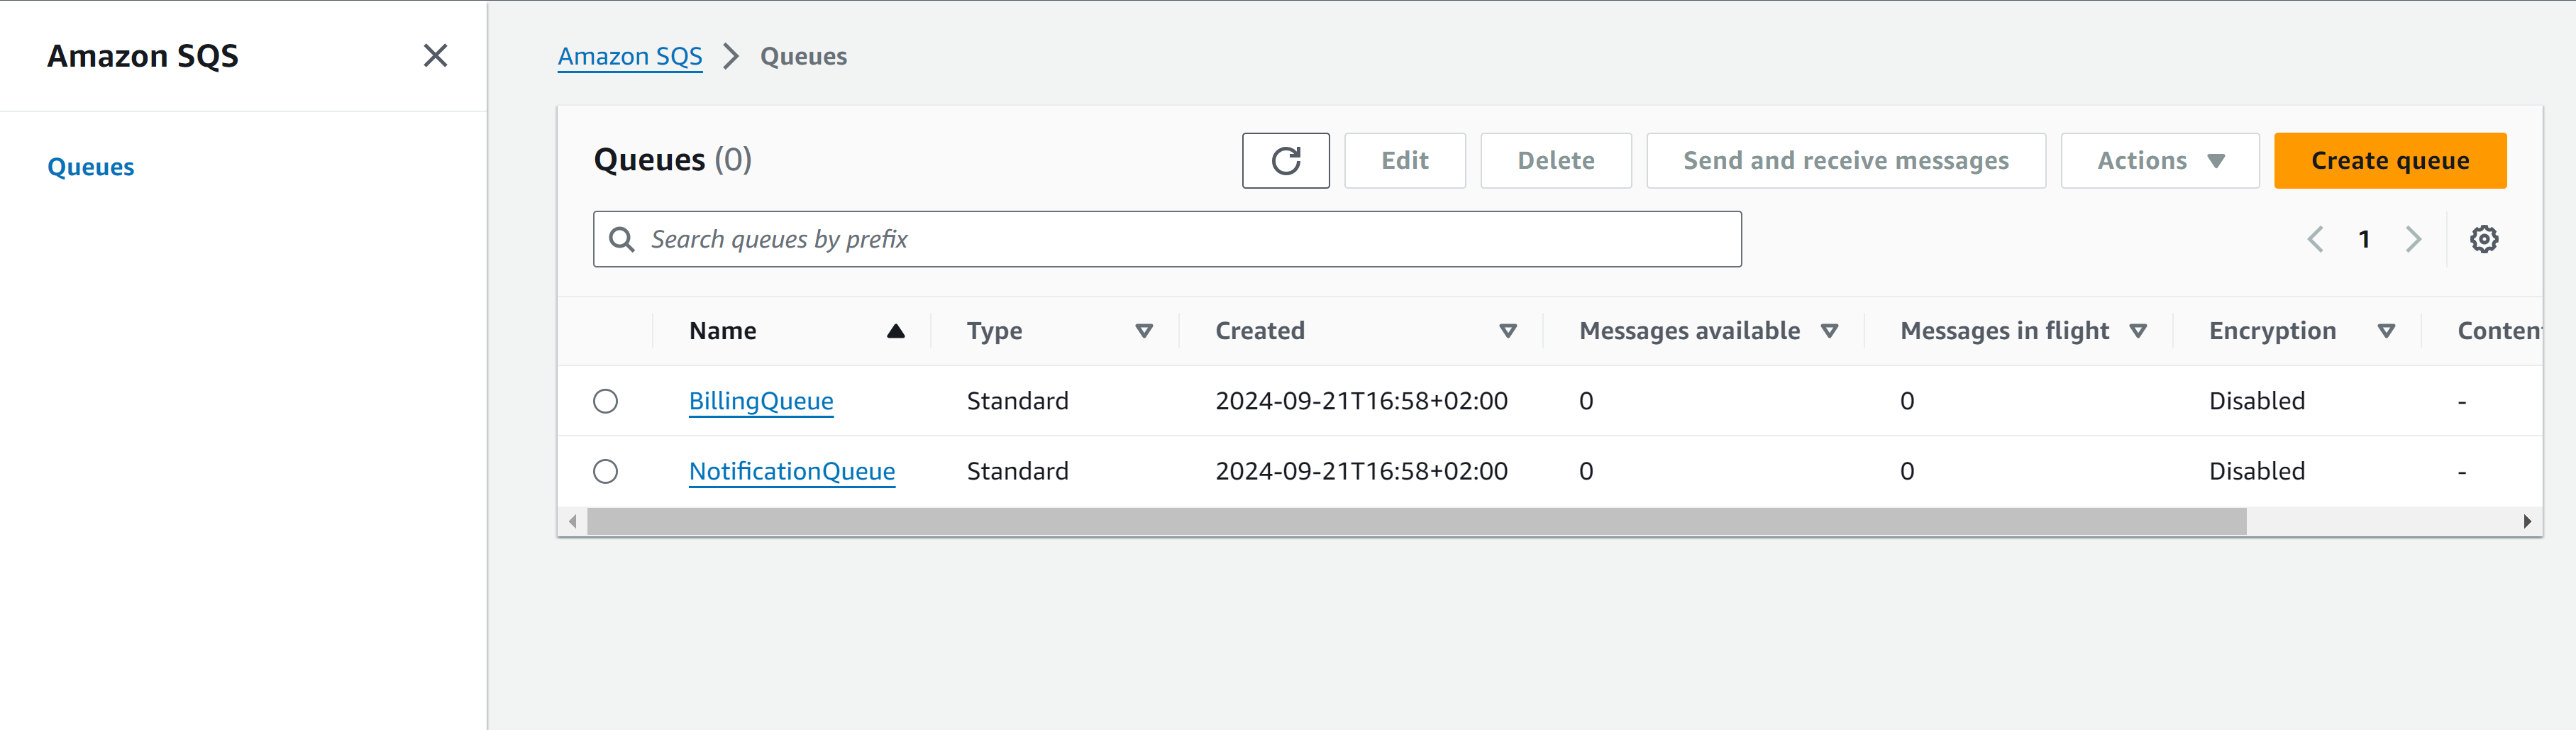 Amazon SQS
Queues
Amazon SQS > Queues
Queues (0)
Edit
Delete
Send and receive messages
Actions
Create queue
Search queues by prefix
1
Name Type Created Messages available Messages in flight Encryption Conten
BillingQueue Standard 2024-09-21T16:58+02:00 0 0 Disabled -
NotificationQueue Standard 2024-09-21T16:58+02:00 0 0 Disabled -